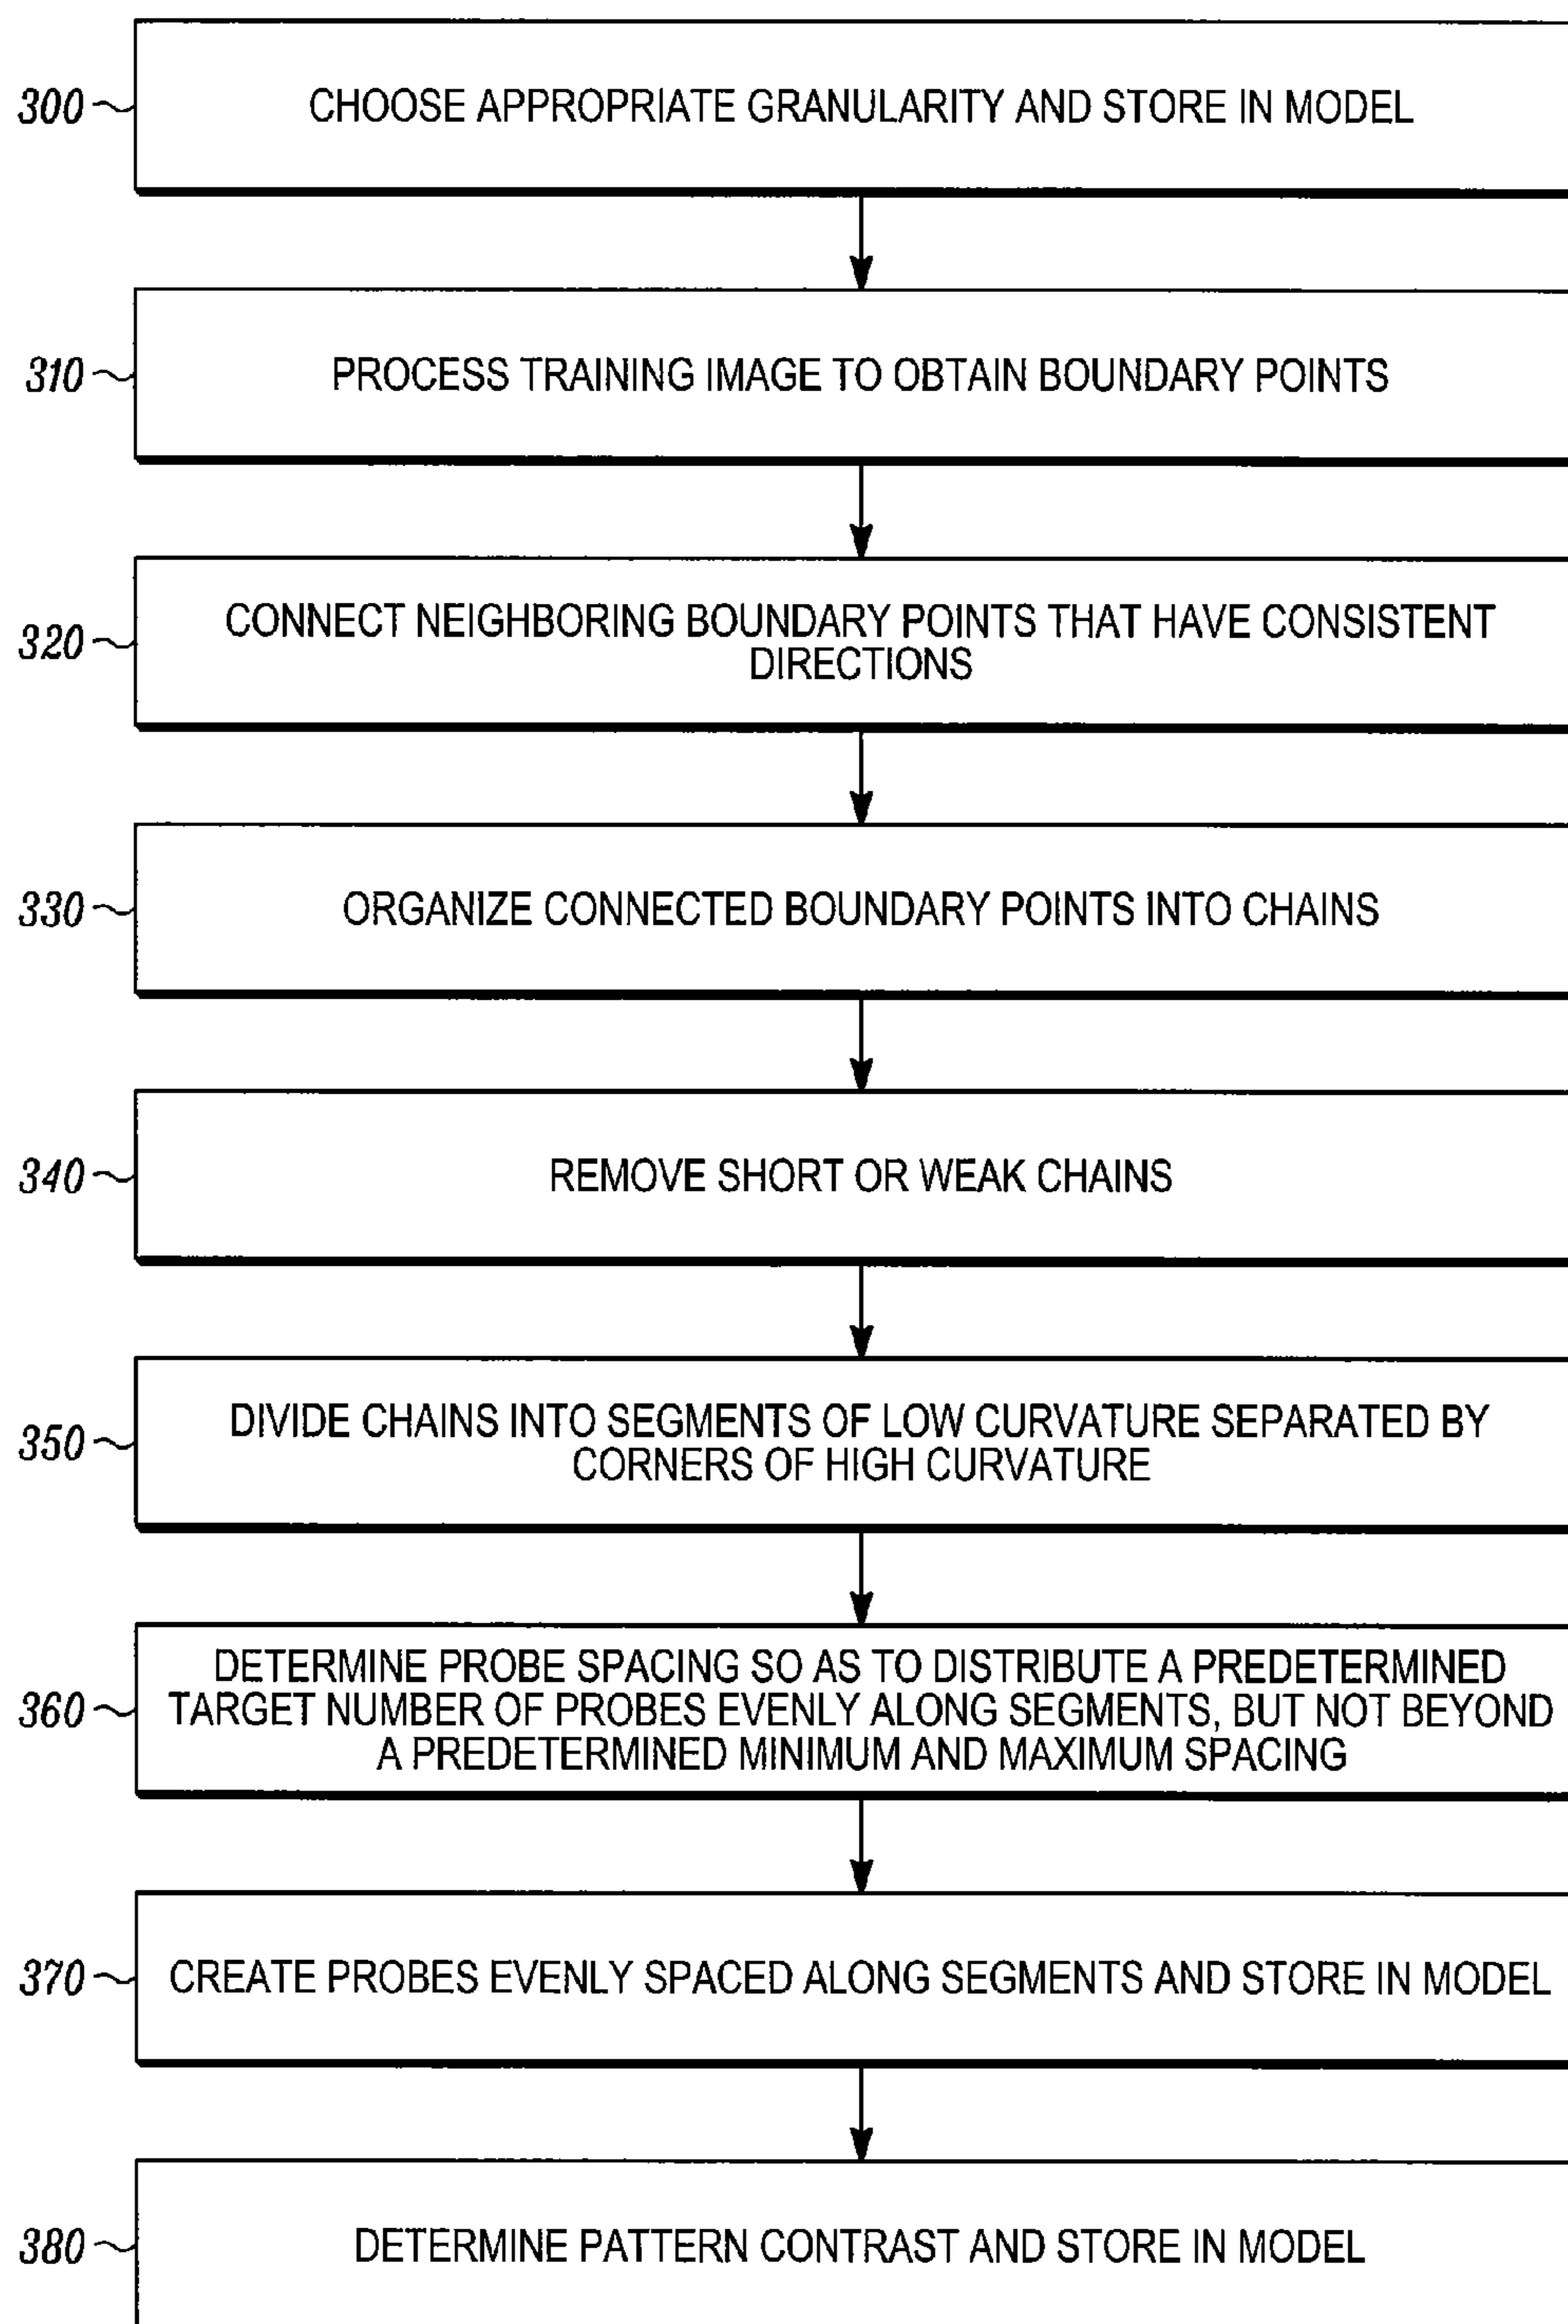 300 CHOOSE APPROPRIATE GRANULARITY AND STORE IN MODEL
310 PROCESS TRAINING IMAGE TO OBTAIN BOUNDARY POINTS
320 CONNECT NEIGHBORING BOUNDARY POINTS THAT HAVE CONSISTENT
DIRECTIONS
330 ORGANIZE CONNECTED BOUNDARY POINTS INTO CHAINS
340 REMOVE SHORT OR WEAK CHAINS
350 DIVIDE CHAINS INTO SEGMENTS OF LOW CURVATURE SEPARATED BY
CORNERS OF HIGH CURVATURE
360 DETERMINE PROBE SPACING SO AS TO DISTRIBUTE A PREDETERMINED
TARGET NUMBER OF PROBES EVENLY ALONG SEGMENTS, BUT NOT BEYOND
A PREDETERMINED MINIMUM AND MAXIMUM SPACING
370 CREATE PROBES EVENLY SPACED ALONG SEGMENTS AND STORE IN MODEL
380 DETERMINE PATTERN CONTRAST AND STORE IN MODEL